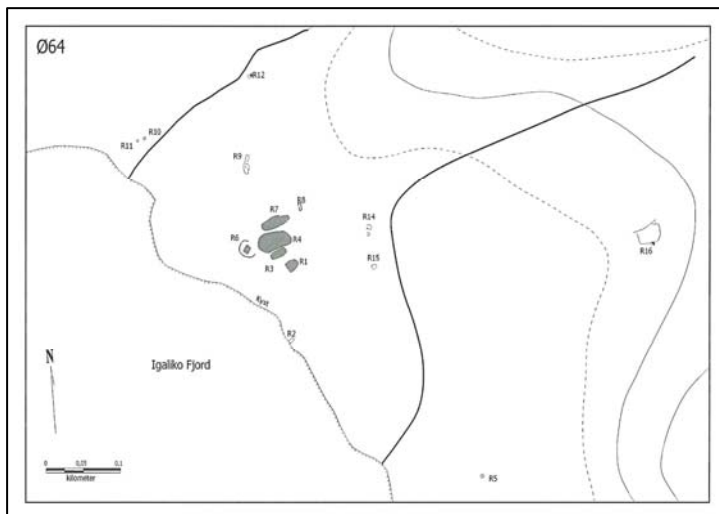 Ø64
R12
R11
R10
R9
R8
R7
R6
R4
R3
R1
R14
R15
R16
Kyst
R2
Igaliko Fjord
N
0 0,05 0,1
kilometer
R5